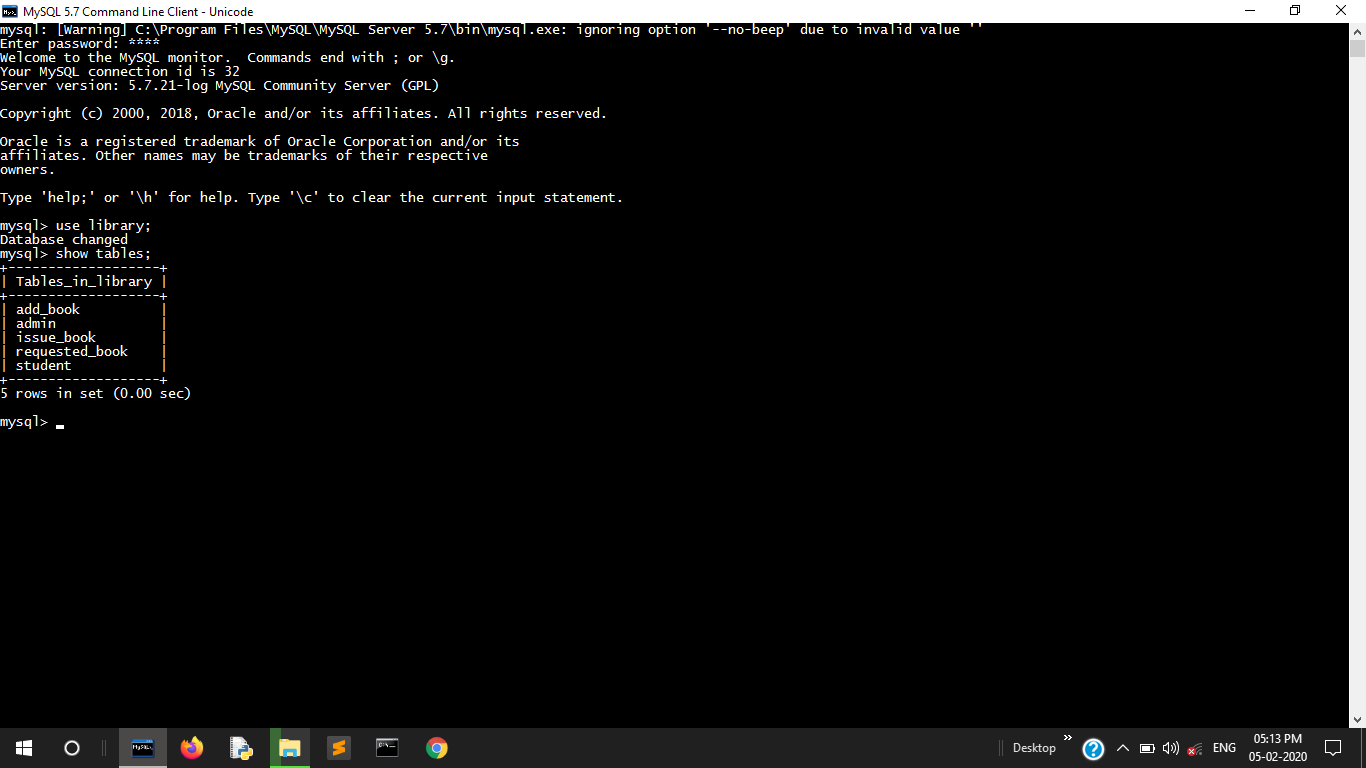 MySQL 5.7 Command Line Client - Unicode
mysql: [Warning] C:\Program Files\MySQL\MySQL Server 5.7\bin\mysql.exe: ignoring option '--no-beep' due to invalid value ''
Enter password: ****
Welcome to the MySQL monitor.  Commands end with ; or \g.
Your MySQL connection id is 32
Server version: 5.7.21-log MySQL Community Server (GPL)
Copyright (c) 2000, 2018, Oracle and/or its affiliates. All rights reserved.
Oracle is a registered trademark of Oracle Corporation and/or its
affiliates. Other names may be trademarks of their respective
owners.
Type 'help;' or '\h' for help. Type '\c' to clear the current input statement.
mysql> use library;
Database changed
mysql> show tables;
+-------------------+
| Tables_in_library |
+-------------------+
| add_book          |
| admin             |
| issue_book        |
| requested_book    |
| student           |
+-------------------+
5 rows in set (0.00 sec)
mysql>
Desktop
ENG
05:13 PM
05-02-2020